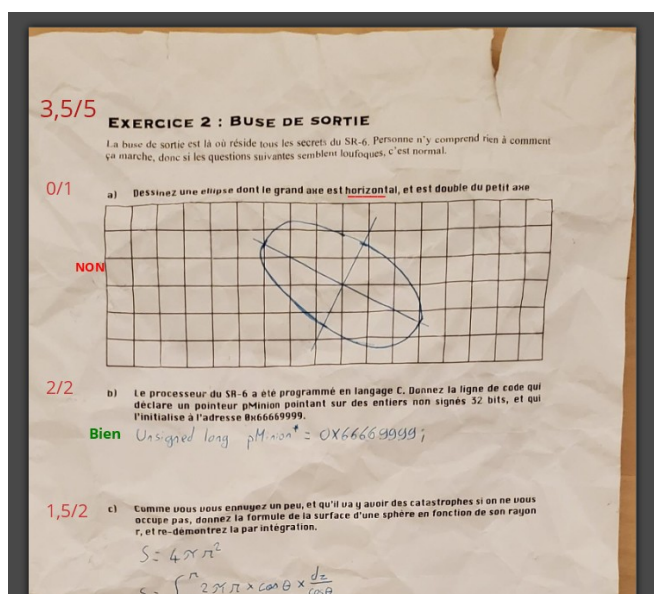 3,5/5
EXERCICE 2 : BUSE DE SORTIE
La buse de sortie est là où réside tous les secrets du SR-6. Personne n'y comprend rien à comment
ça marche, donc si les questions suivantes semblent loufoques, c'est normal.
0/1
a) Dessinez une ellipse dont le grand axe est horizontal, et est double du petit axe
NON
2/2
b) Le processeur du SR-6 a été programmé en langage C. Donnez la ligne de code qui
déclare un pointeur pMinion pointant sur des entiers non signés 32 bits, et qui
l'initialise à l'adresse 0x66669999.
Bien Unsigned long pMinion* = 0X66669999;
1,5/2
c) Comme vous vous ennuyez un peu, et qu'il va y avoir des catastrophes si on ne vous
occupe pas, donnez la formule de la surface d'une sphère en fonction de son rayon
r, et re-démontrez la par intégration.
S = 4πr²
S = ∫ʳ 2πr × cosθ × dz/cosθ